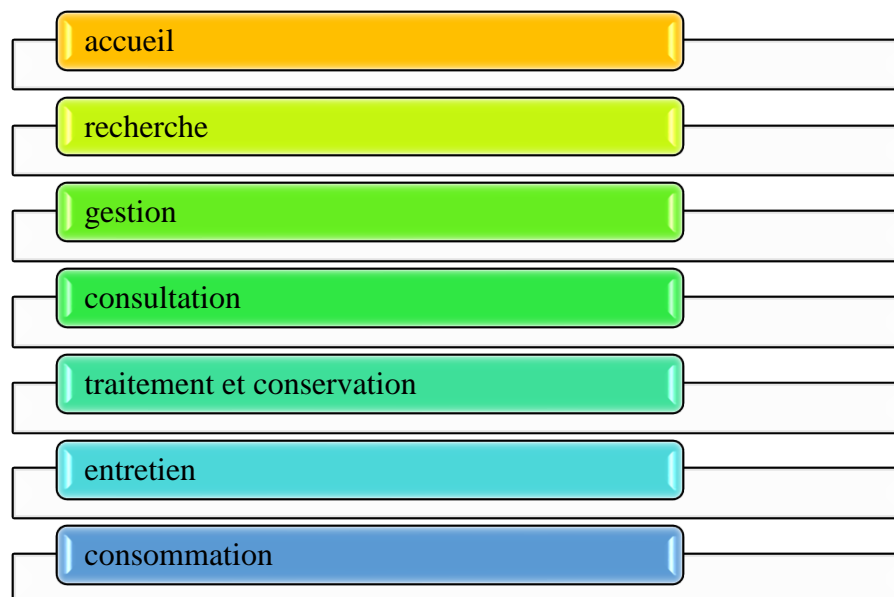 accueil
recherche
gestion
consultation
traitement et conservation
entretien
consommation